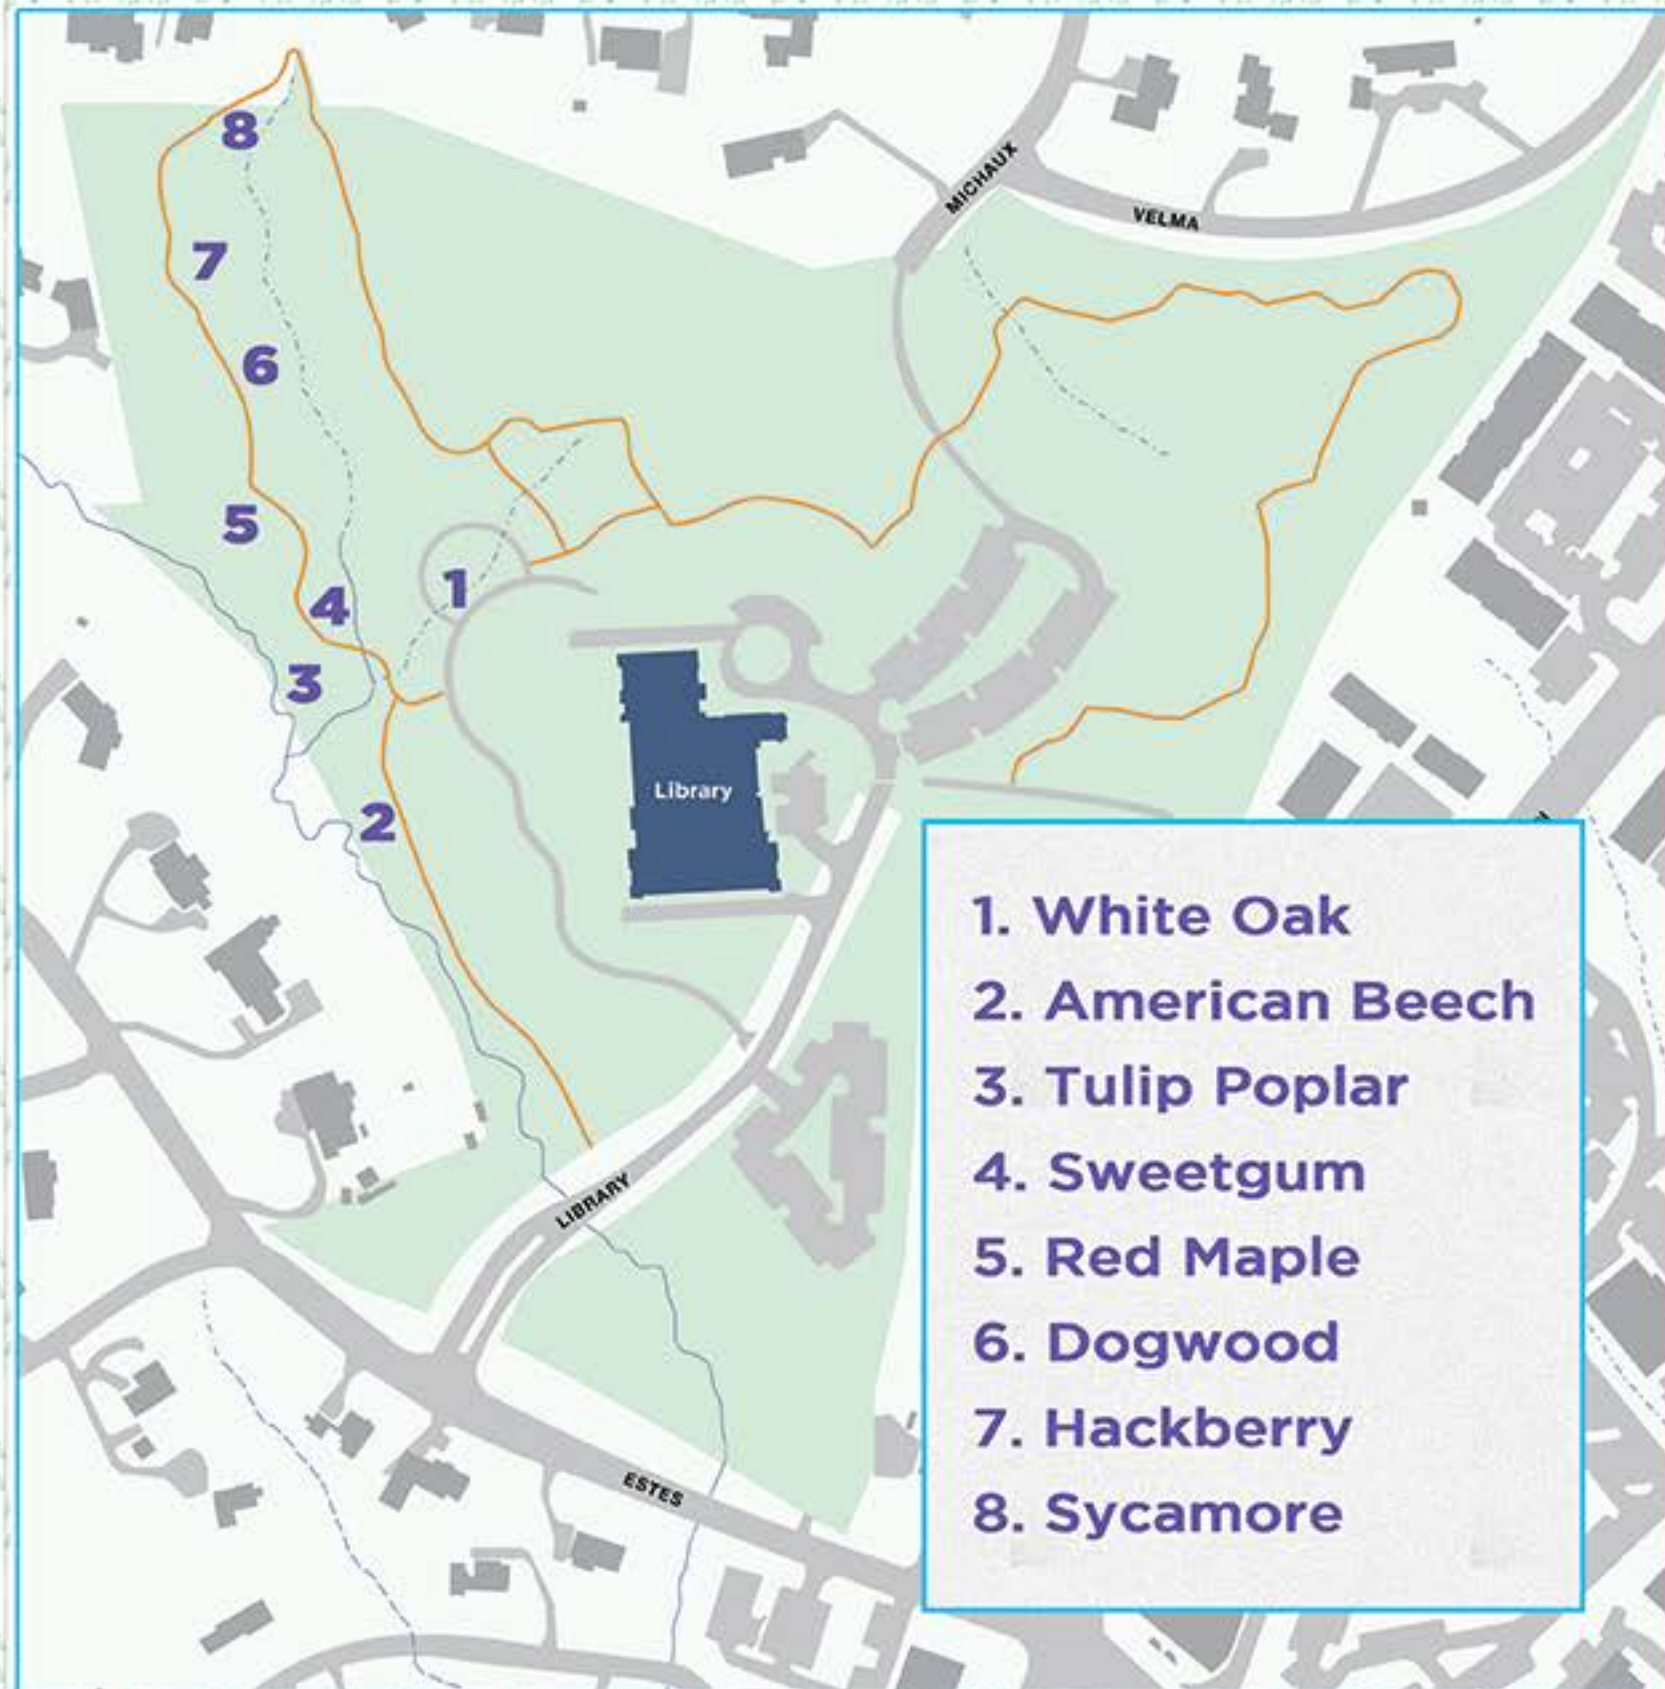 8
MICHAUX
VELMA
7
6
5
1
4
3
Library
2
1. White Oak
2. American Beech
3. Tulip Poplar
4. Sweetgum
5. Red Maple
6. Dogwood
7. Hackberry
8. Sycamore
LIBRARY
ESTES